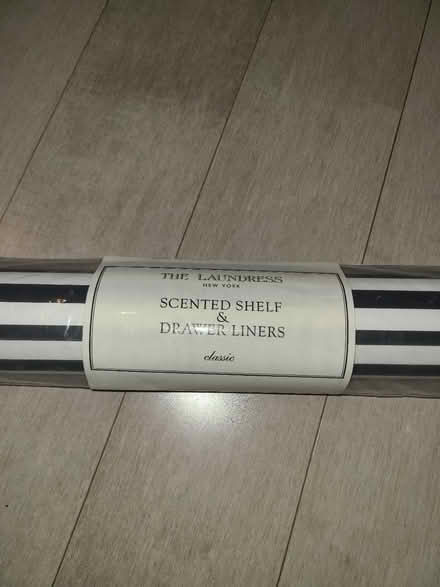 THE LAUNDRESS
NEW YORK
SCENTED SHELF
&
DRAWER LINERS
classic